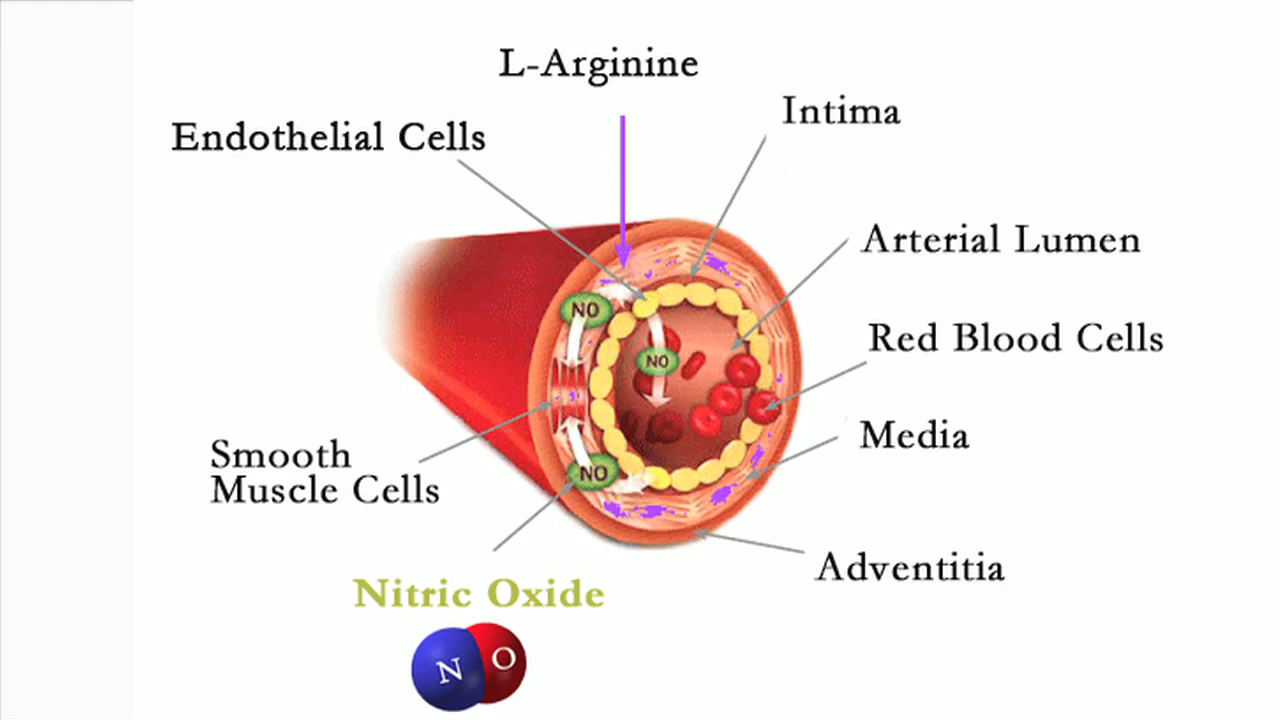 L-Arginine
Intima
Endothelial Cells
Arterial Lumen
NO
Red Blood Cells
NO
Media
Smooth
Muscle Cells
NO
Adventitia
Nitric Oxide
N O